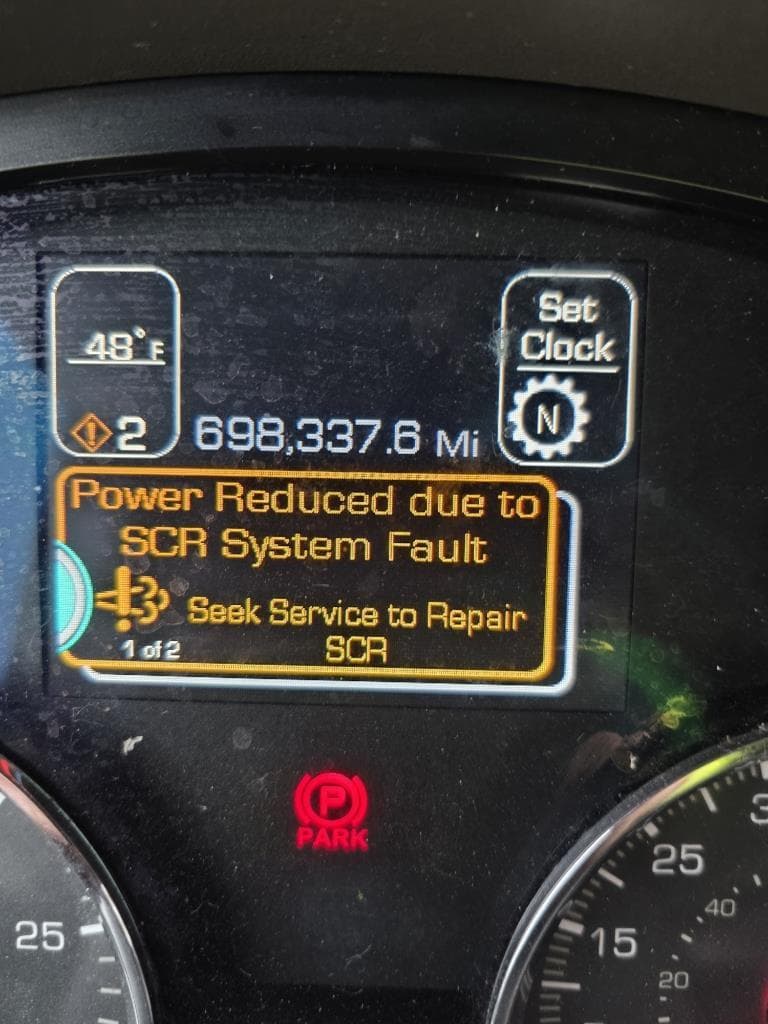 48°F
2
698,337.6 Mi
Set
Clock
N
Power Reduced due to
SCR System Fault
Seek Service to Repair
SCR
1 of 2
P
PARK
25
25
40
15
20